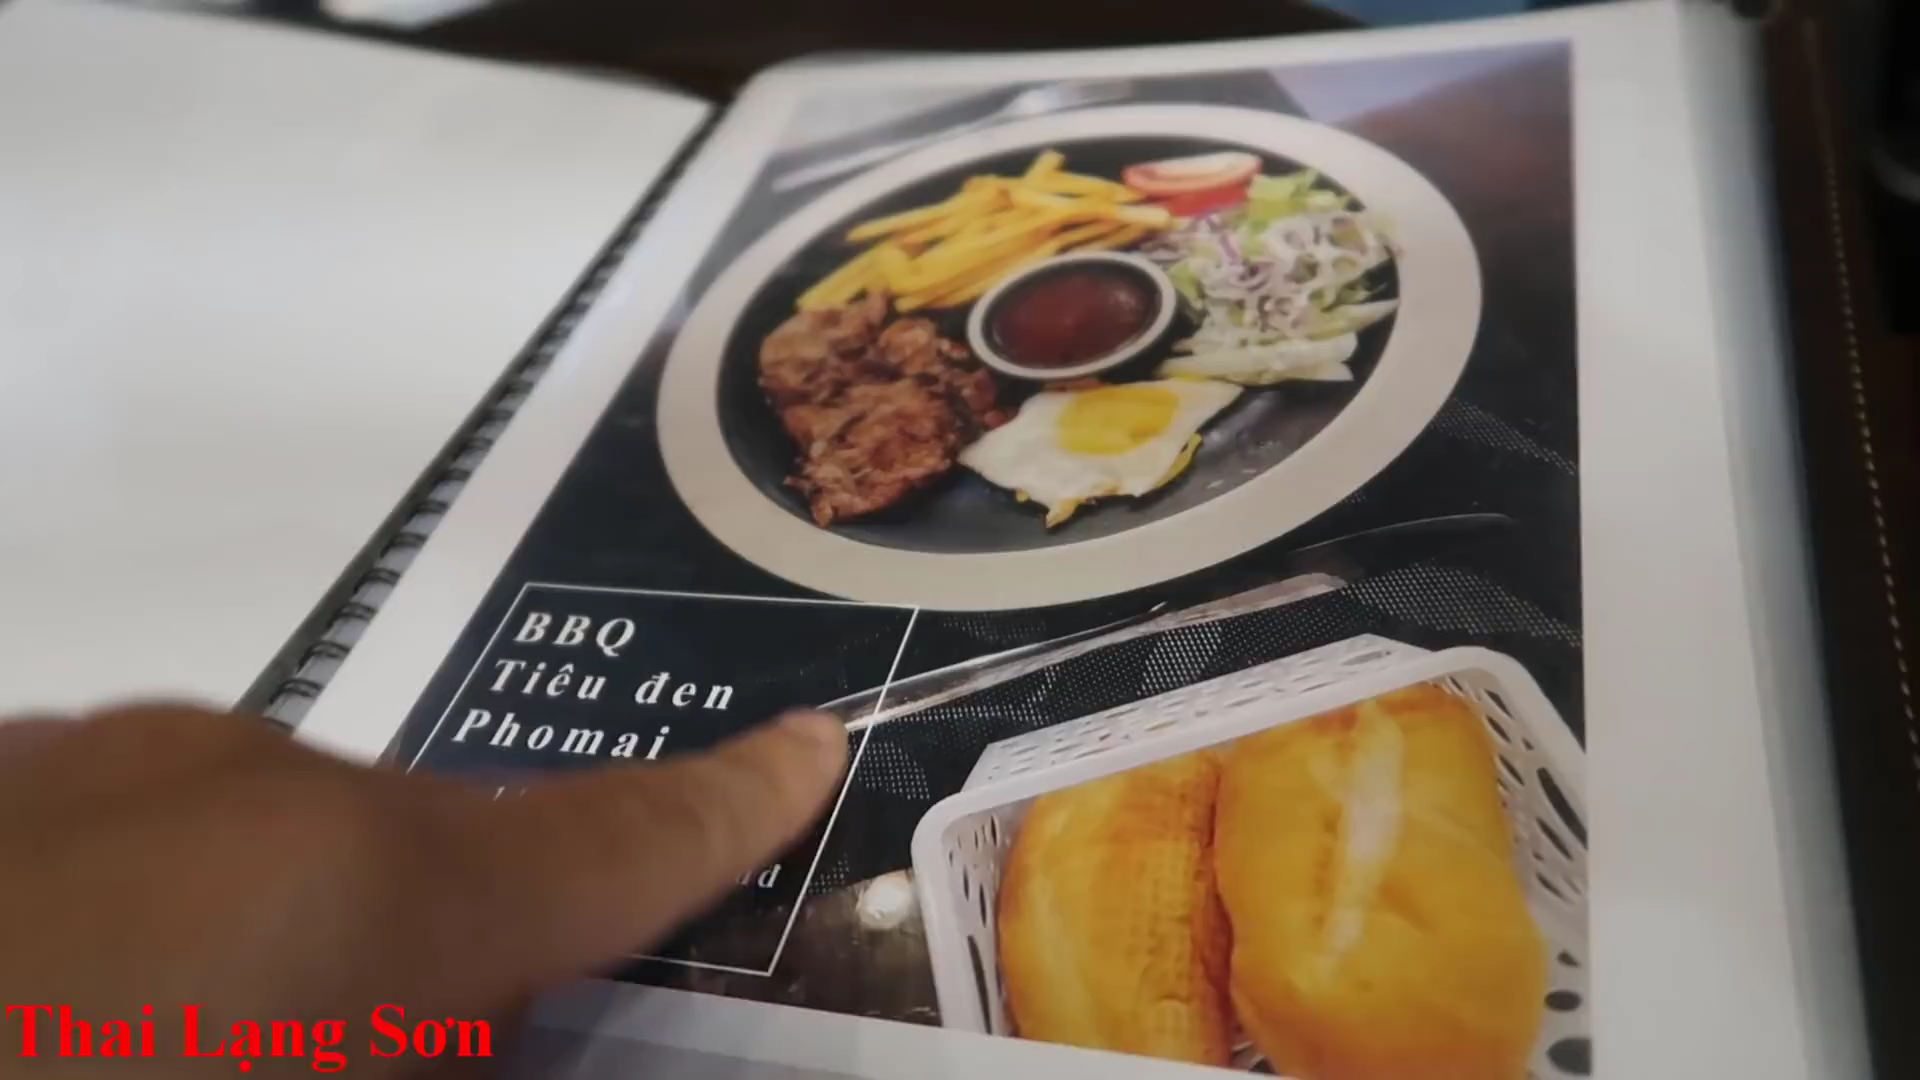 BBQ
Tiêu đen
Phomai
Thai Lạng Sơn